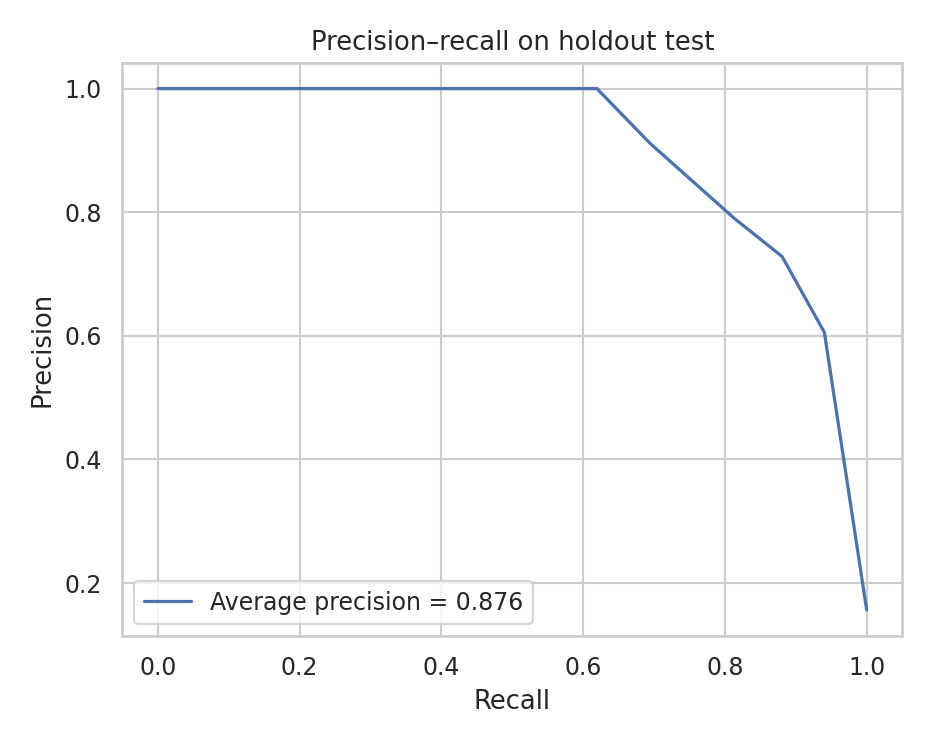 Precision–recall on holdout test
1.0
0.8
0.6
0.4
0.2
Precision
Average precision = 0.876
0.0 0.2 0.4 0.6 0.8 1.0
Recall